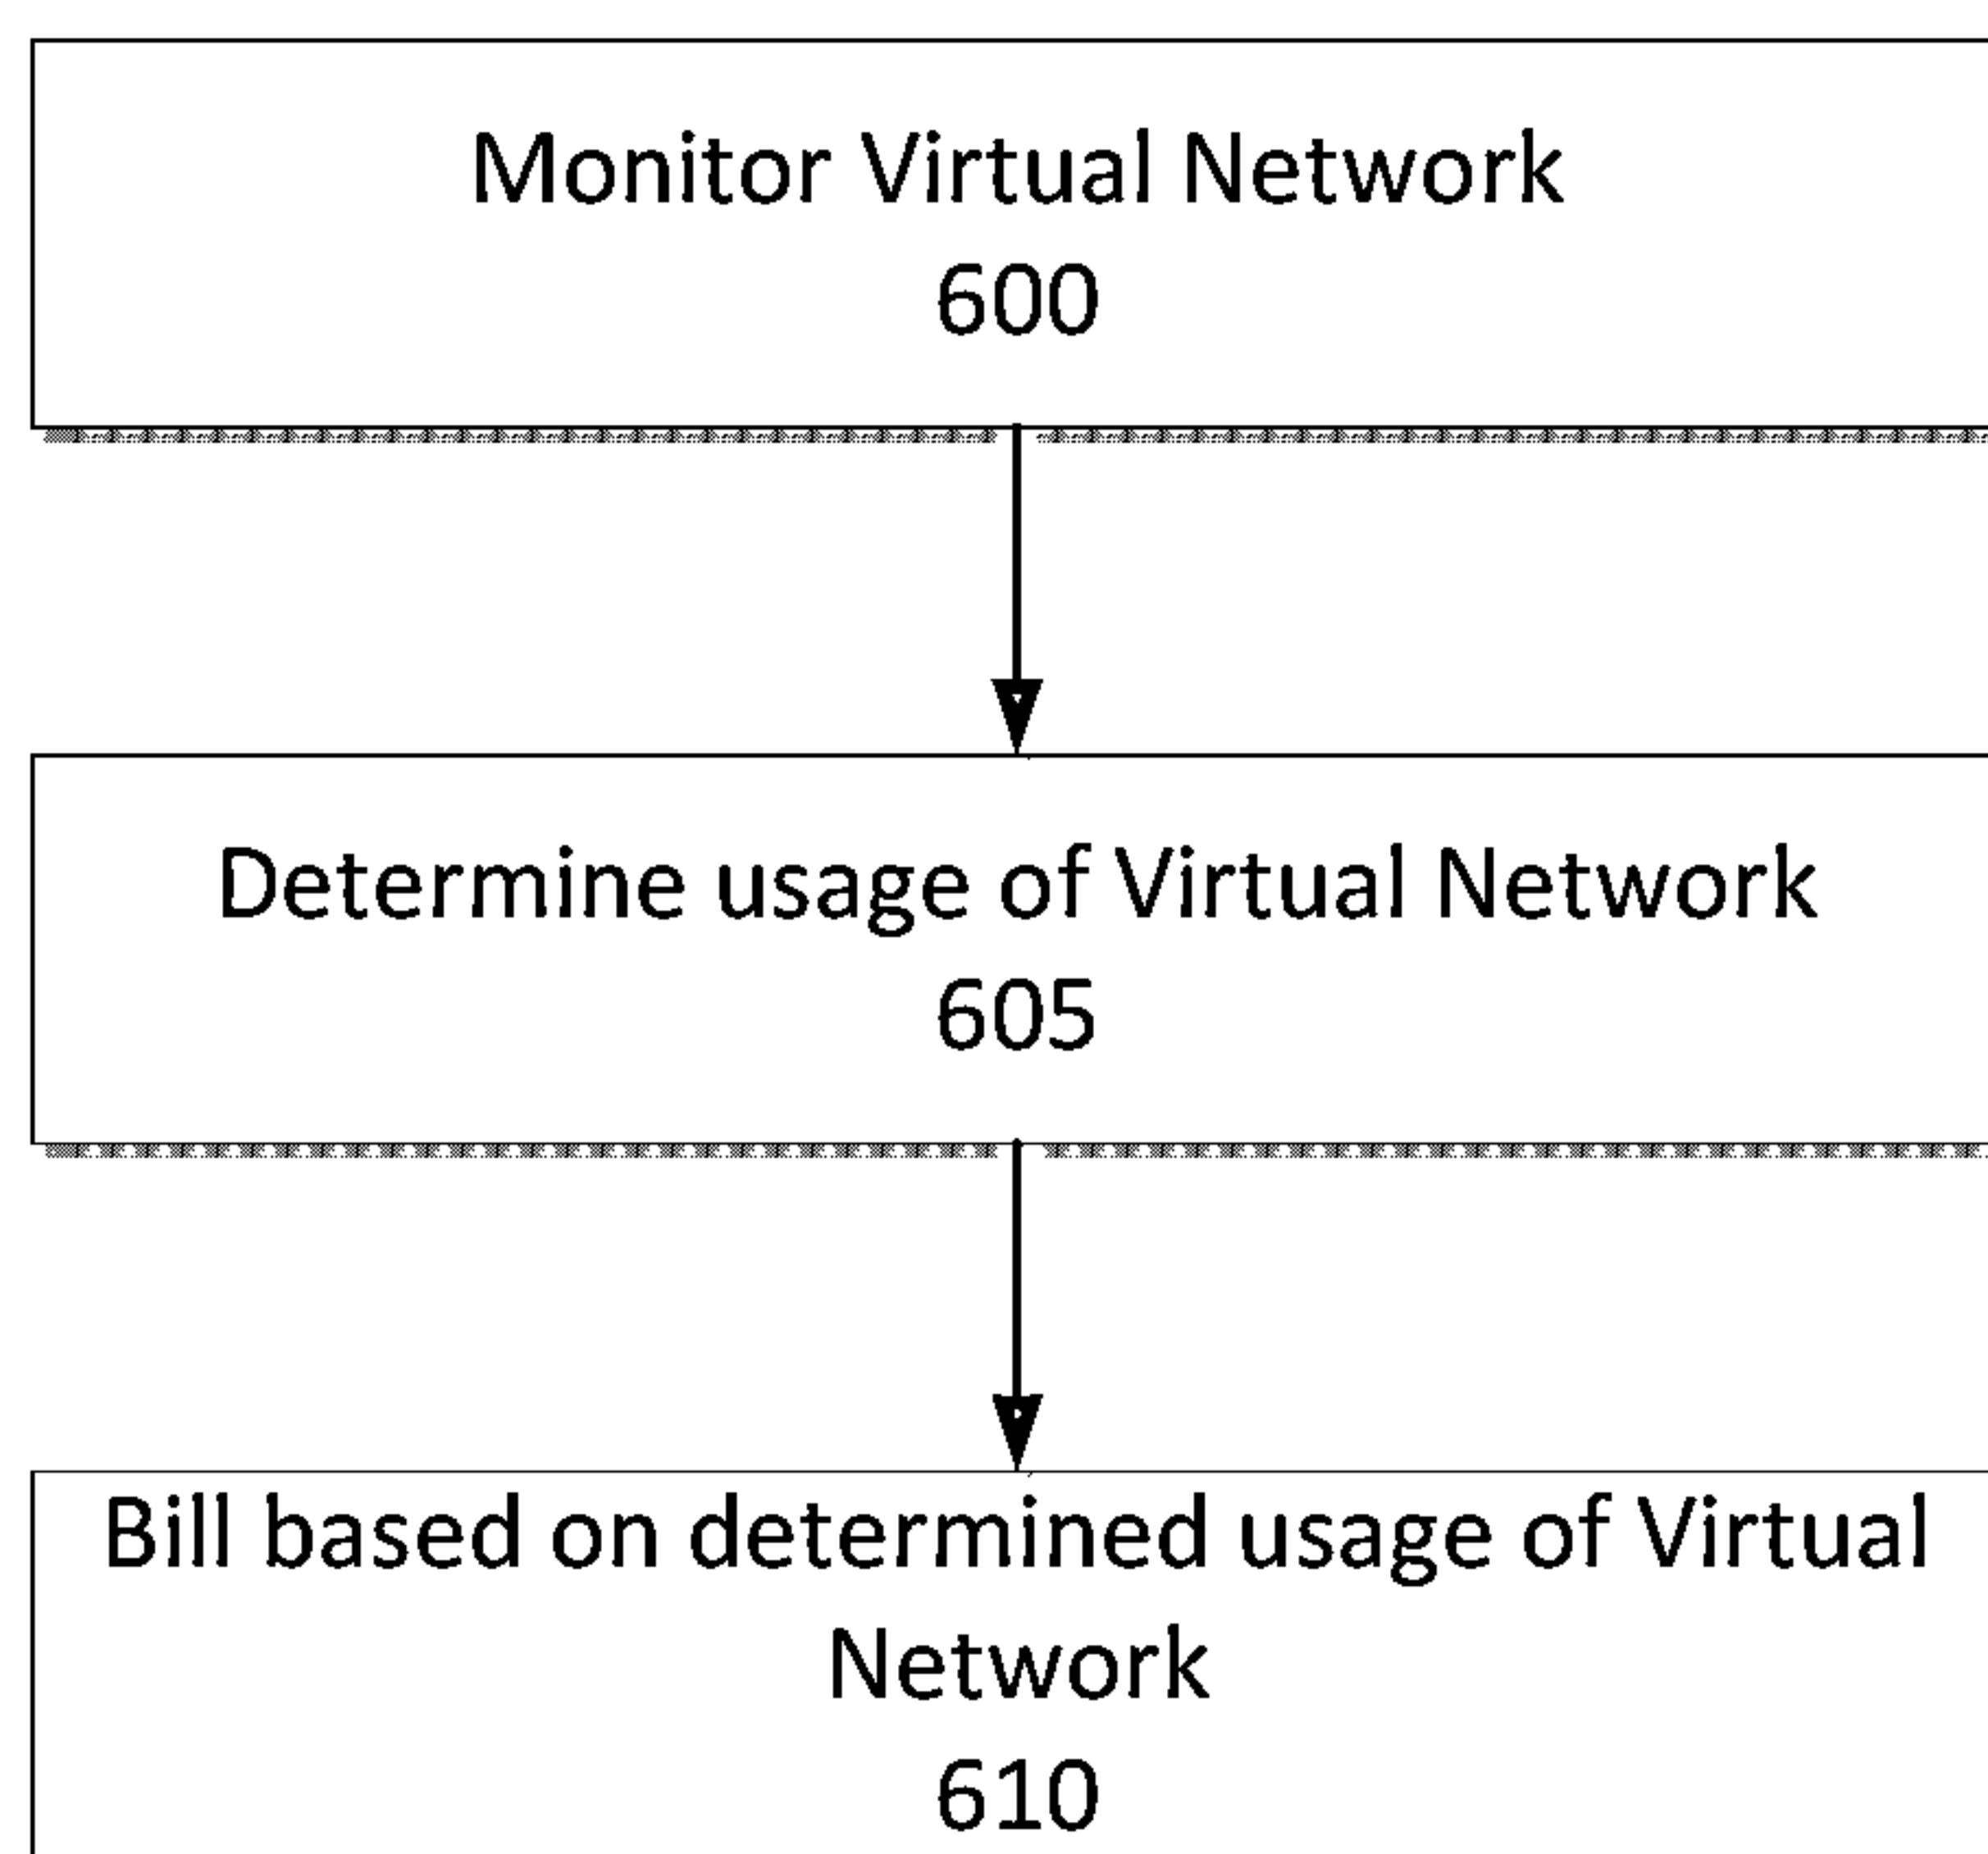 Monitor Virtual Network
600
Determine usage of Virtual Network
605
Bill based on determined usage of Virtual
Network
610